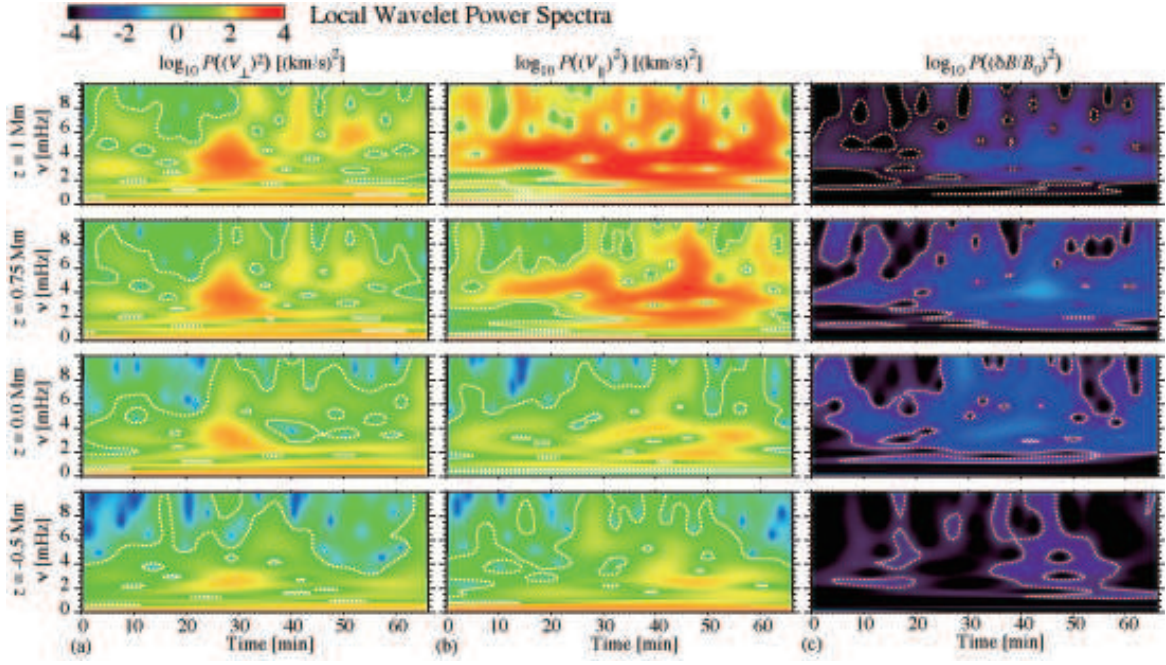 Local Wavelet Power Spectra
-4 -2 0 2 4
log₁₀ P((V⊥)²) [(km/s)²] log₁₀ P((V∥)²) [(km/s)²] log₁₀ P((δB/B₀)²)
z = 1 Mm
ν [mHz]
8 6 4 2 0
z = 0.75 Mm
ν [mHz]
8 6 4 2 0
z = 0.0 Mm
ν [mHz]
8 6 4 2 0
z = -0.5 Mm
ν [mHz]
8 6 4 2 0
0 10 20 30 40 50 60 0 10 20 30 40 50 60 0 10 20 30 40 50 60
(a) Time [min] (b) Time [min] (c) Time [min]